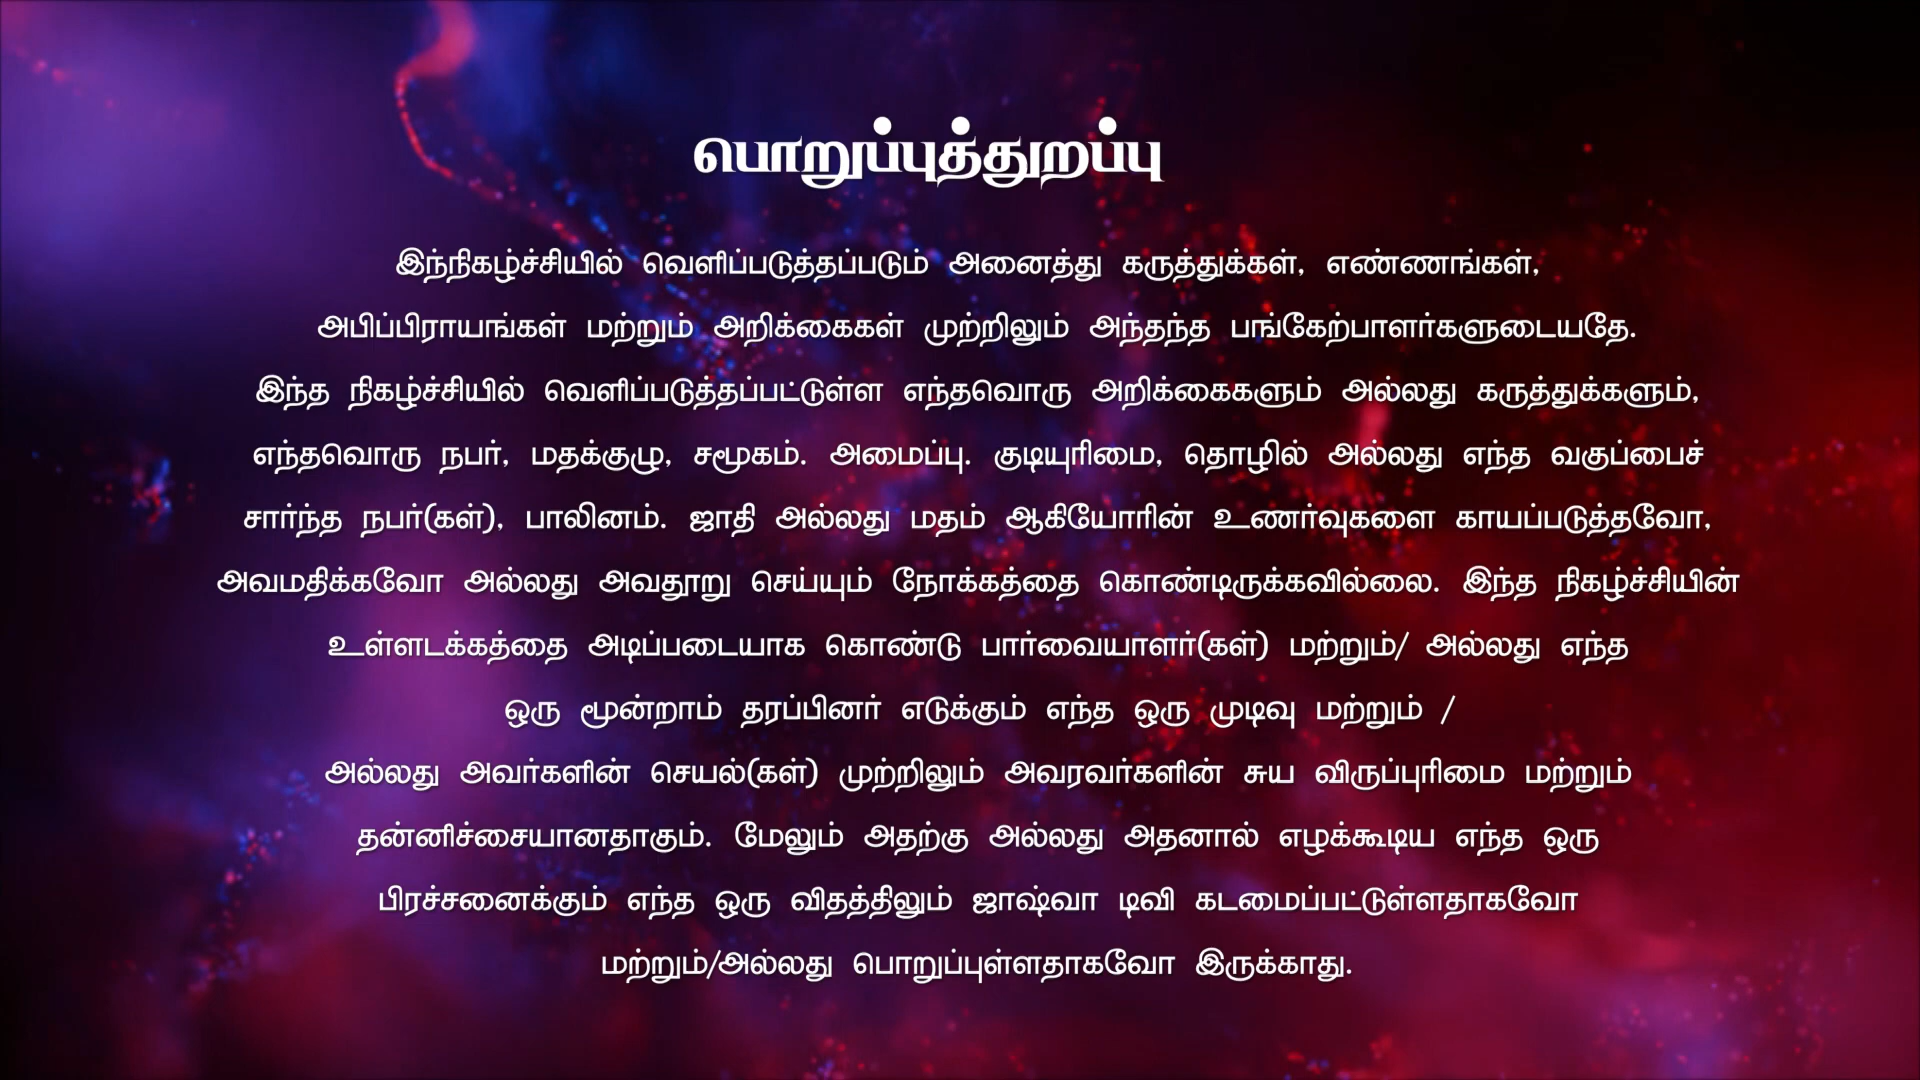 பொறுப்புத்துறப்பு
இந்நிகழ்ச்சியில் வெளிப்படுத்தப்படும் அனைத்து கருத்துக்கள், எண்ணங்கள்,
அபிப்பிராயங்கள் மற்றும் அறிக்கைகள் முற்றிலும் அந்தந்த பங்கேற்பாளர்களுடையதே.
இந்த நிகழ்ச்சியில் வெளிப்படுத்தப்பட்டுள்ள எந்தவொரு அறிக்கைகளும் அல்லது கருத்துக்களும்,
எந்தவொரு நபர், மதக்குழு, சமூகம். அமைப்பு. குடியுரிமை, தொழில் அல்லது எந்த வகுப்பைச்
சார்ந்த நபர்(கள்), பாலினம். ஜாதி அல்லது மதம் ஆகியோரின் உணர்வுகளை காயப்படுத்தவோ,
அவமதிக்கவோ அல்லது அவதூறு செய்யும் நோக்கத்தை கொண்டிருக்கவில்லை. இந்த நிகழ்ச்சியின்
உள்ளடக்கத்தை அடிப்படையாக கொண்டு பார்வையாளர்(கள்) மற்றும்/ அல்லது எந்த
ஒரு மூன்றாம் தரப்பினர் எடுக்கும் எந்த ஒரு முடிவு மற்றும் /
அல்லது அவர்களின் செயல்(கள்) முற்றிலும் அவரவர்களின் சுய விருப்புரிமை மற்றும்
தன்னிச்சையானதாகும். மேலும் அதற்கு அல்லது அதனால் எழக்கூடிய எந்த ஒரு
பிரச்சனைக்கும் எந்த ஒரு விதத்திலும் ஜாஷ்வா டிவி கடமைப்பட்டுள்ளதாகவோ
மற்றும்/அல்லது பொறுப்புள்ளதாகவோ இருக்காது.